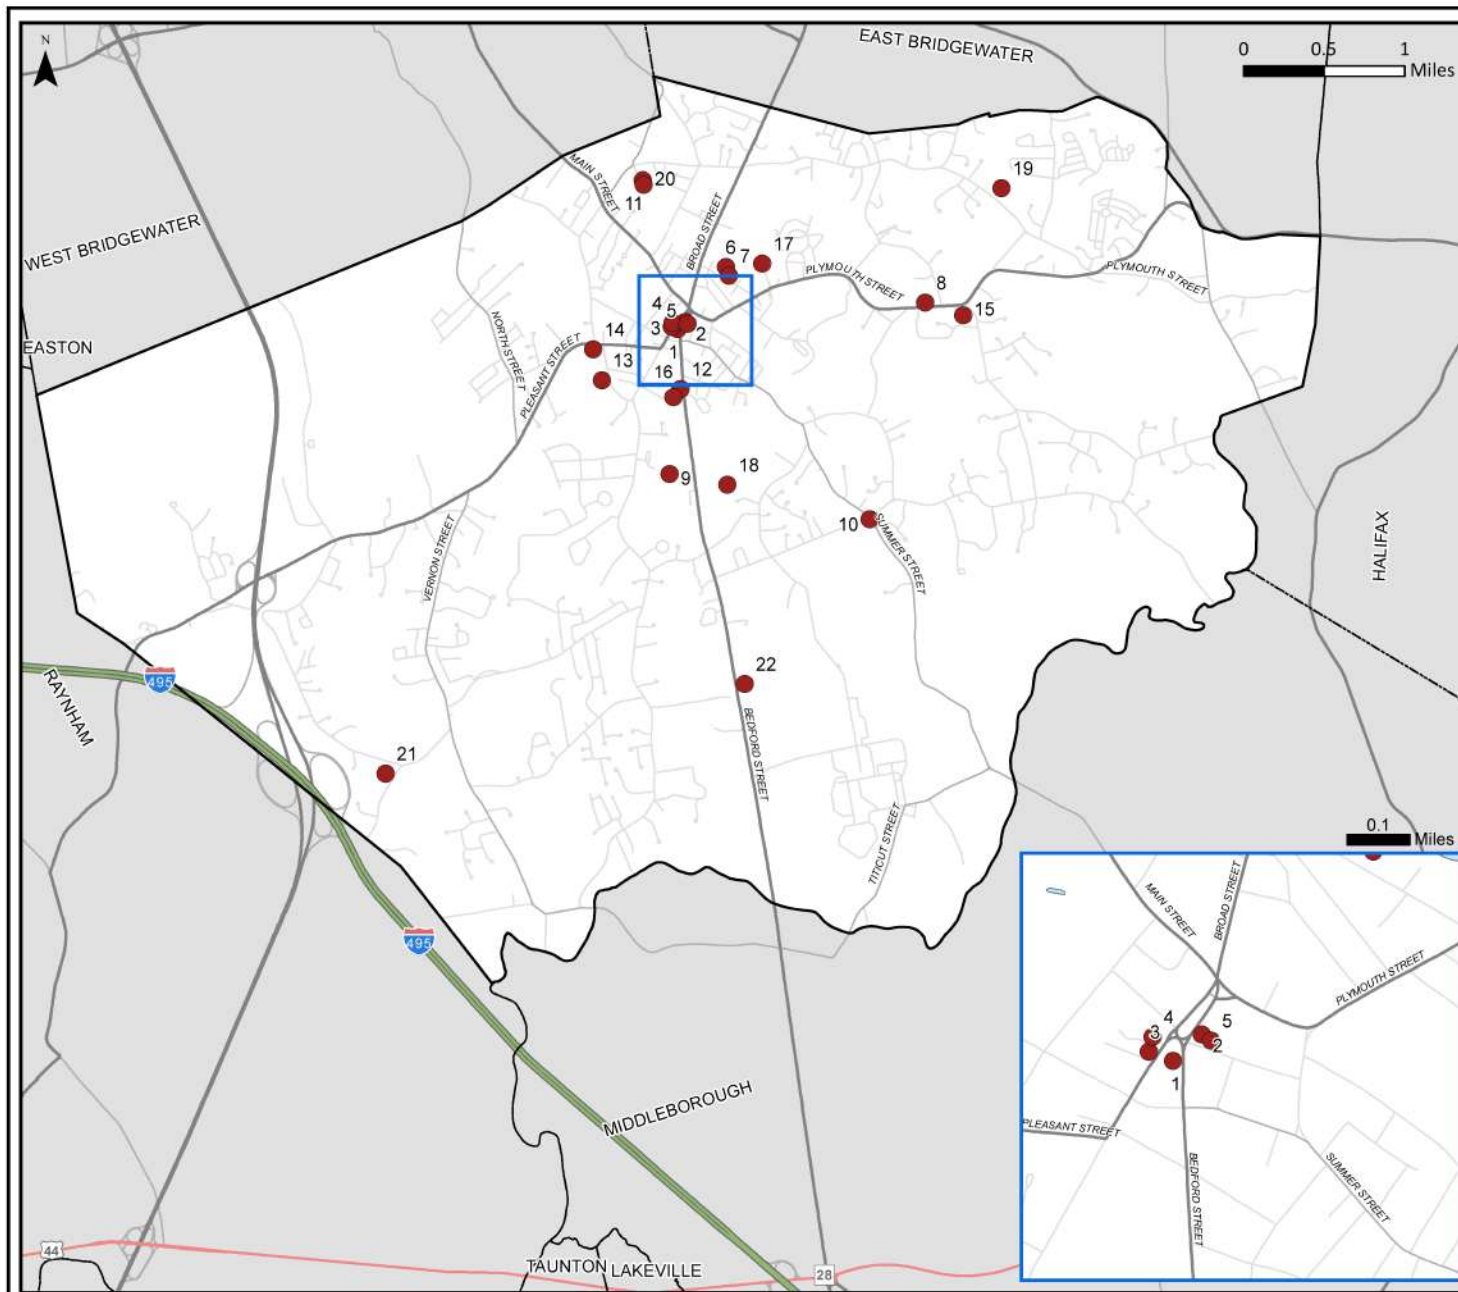 N
EAST BRIDGEWATER
0 0.5 1
Miles
MAIN STREET
20
11
19
WEST BRIDGEWATER
BROAD STREET
6
7
17
PLYMOUTH STREET
PLYMOUTH STREET
8
15
4
5
3
2
1
EASTON
NORTH STREET
14
13
PLEASANT STREET
16
12
9
18
10
SUMMER STREET
HALIFAX
VERNON STREET
495
RAYNHAM
22
BEDFORD STREET
21
TITICUT STREET
0.1
Miles
495
MAIN STREET
BROAD STREET
PLYMOUTH STREET
4
3
5
2
1
PLEASANT STREET
BEDFORD STREET
SUMMER STREET
MIDDLEBOROUGH
44
TAUNTON
LAKEVILLE
28